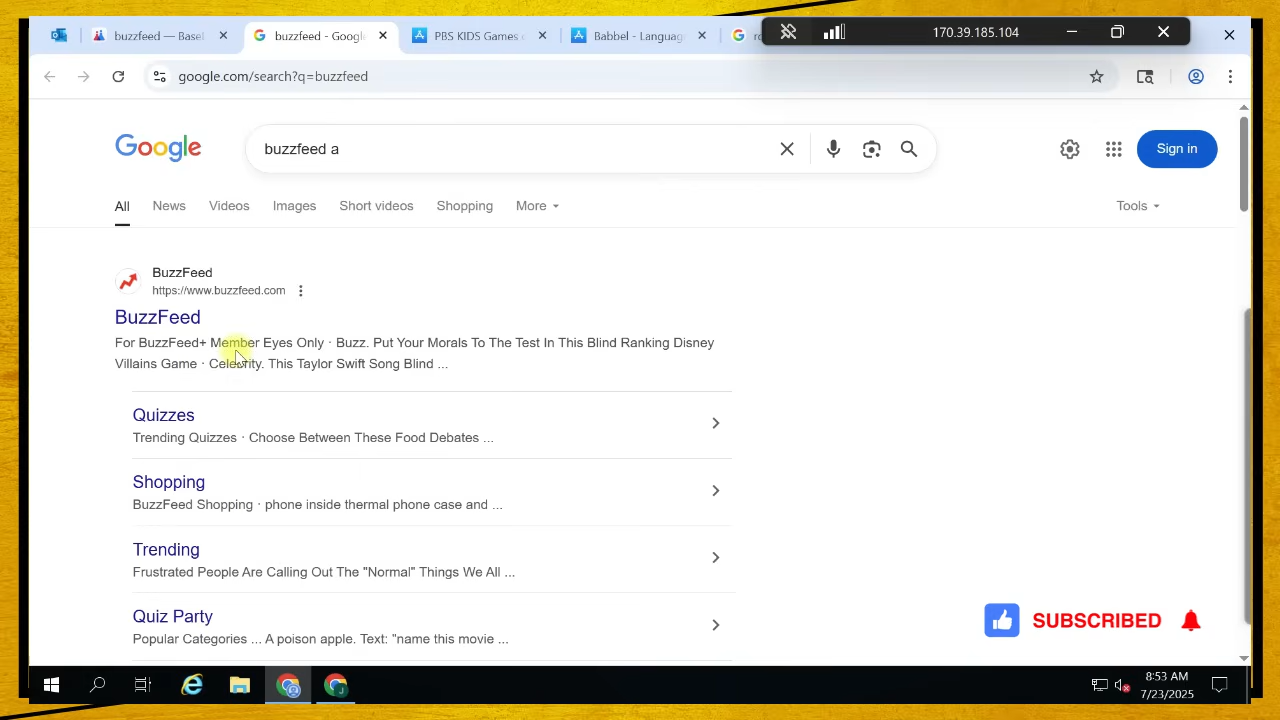 buzzfeed — Basel
buzzfeed - Google
PBS KIDS Games
Babbel - Language
170.39.185.104
google.com/search?q=buzzfeed
Google
buzzfeed a
Sign in
All
News
Videos
Images
Short videos
Shopping
More
Tools
BuzzFeed
https://www.buzzfeed.com
BuzzFeed
For BuzzFeed+ Member Eyes Only · Buzz. Put Your Morals To The Test In This Blind Ranking Disney
Villains Game · Celebrity. This Taylor Swift Song Blind ...
Quizzes
Trending Quizzes · Choose Between These Food Debates ...
Shopping
BuzzFeed Shopping · phone inside thermal phone case and ...
Trending
Frustrated People Are Calling Out The "Normal" Things We All ...
Quiz Party
Popular Categories ... A poison apple. Text: "name this movie ...
SUBSCRIBED
8:53 AM
7/23/2025